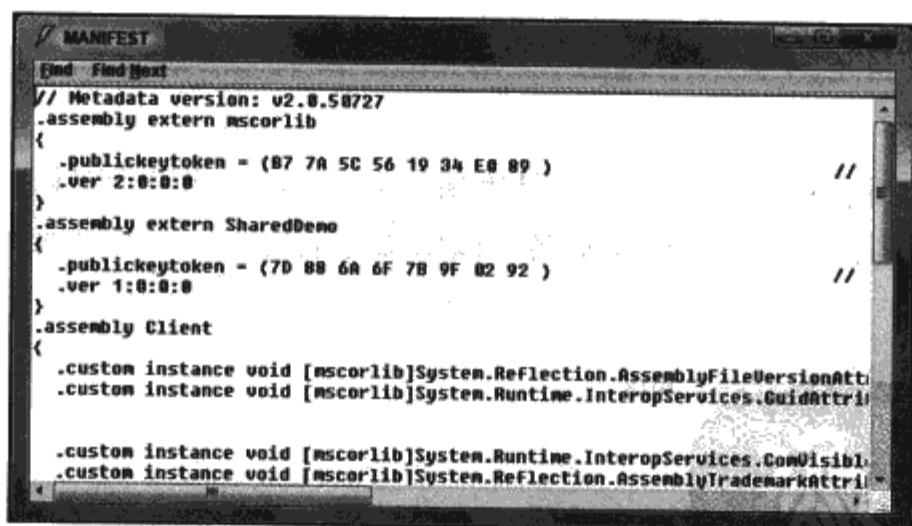 MANIFEST
Find Find Next
// Metadata version: v2.0.50727
.assembly extern mscorlib
{
.publickeytoken = (B7 7A 5C 56 19 34 E0 89 ) //
.ver 2:0:0:0
}
.assembly extern SharedDemo
{
.publickeytoken = (7D 88 6A 6F 7B 9F 02 92 ) //
.ver 1:0:0:0
}
.assembly Client
{
.custom instance void [mscorlib]System.Reflection.AssemblyFileVersionAttr
.custom instance void [mscorlib]System.Runtime.InteropServices.GuidAttri
.custom instance void [mscorlib]System.Runtime.InteropServices.ComVisibl
.custom instance void [mscorlib]System.Reflection.AssemblyTrademarkAttri